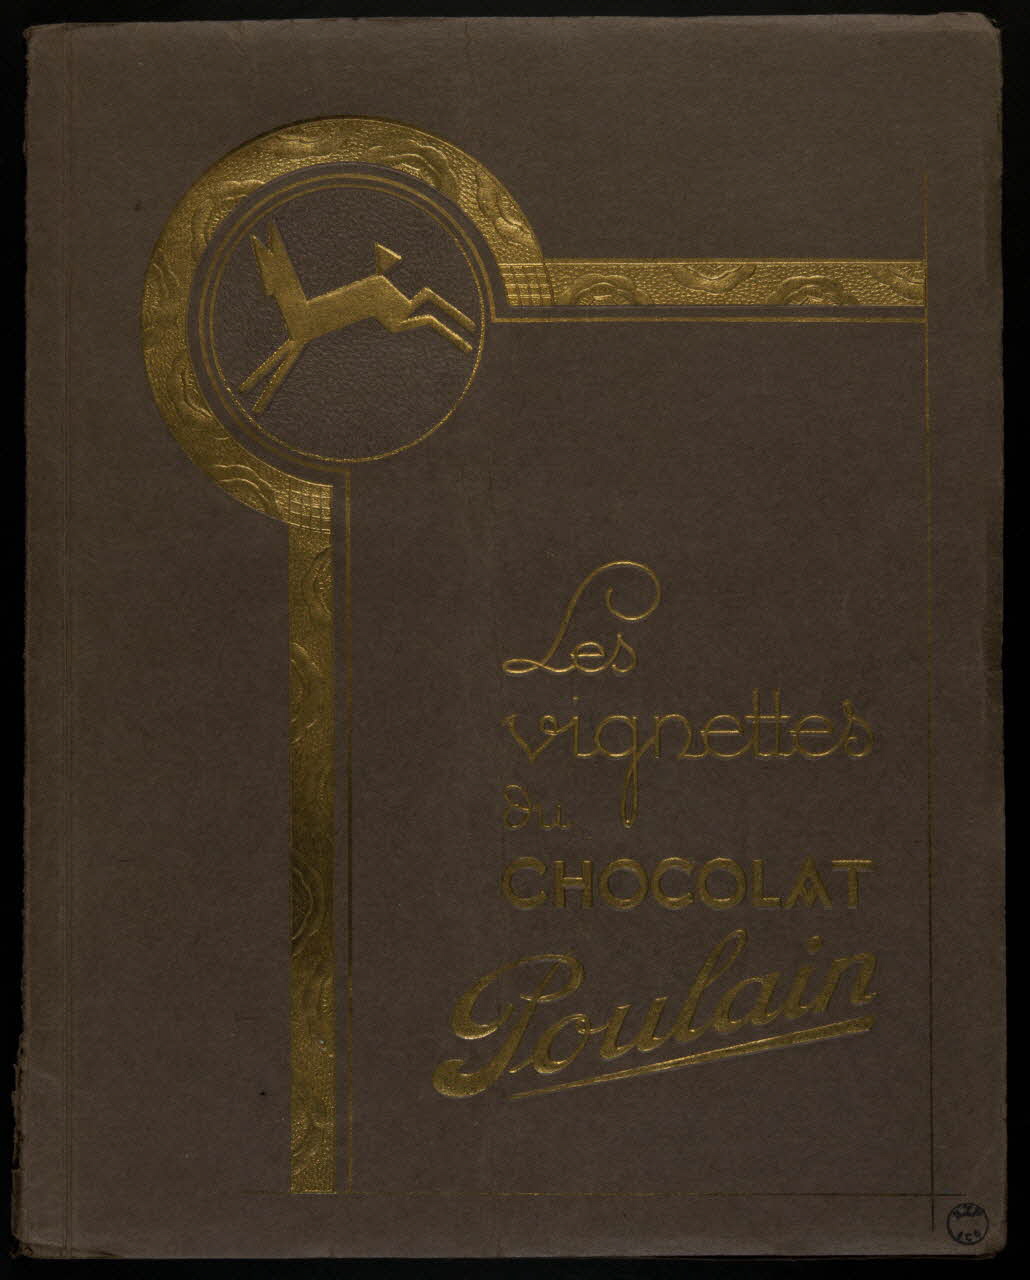 Les
vignettes
du
CHOCOLAT
Poulain